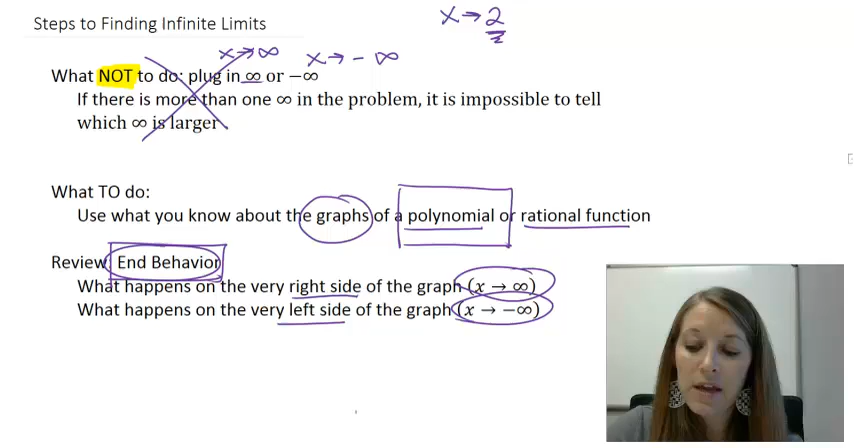 Steps to Finding Infinite Limits
x → 2
x → ∞ x → - ∞
What NOT to do: plug in ∞ or −∞
If there is more than one ∞ in the problem, it is impossible to tell
which ∞ is larger
What TO do:
Use what you know about the graphs of a polynomial or rational function
Review: End Behavior
What happens on the very right side of the graph (x → ∞)
What happens on the very left side of the graph (x → −∞)